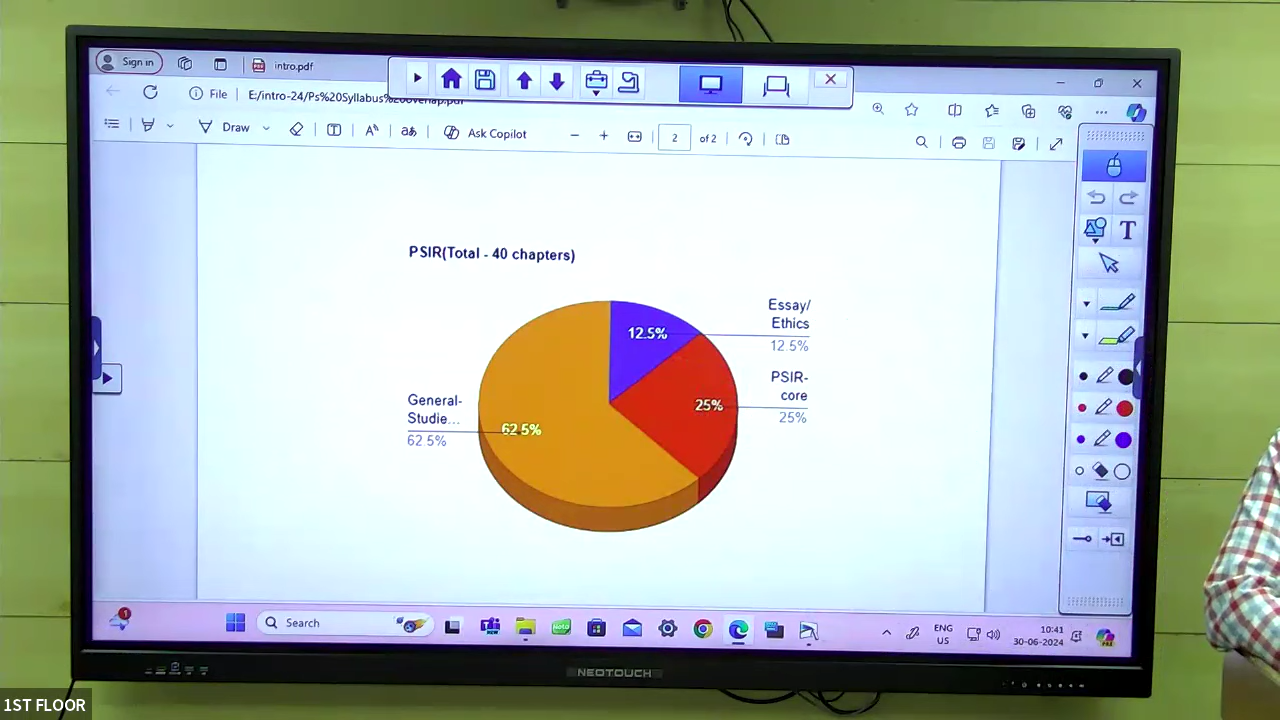 Sign in
intro.pdf
File
E:/intro-24/Ps%20Syllabus%20overlap.pdf
Draw
aあ
Ask Copilot
2
of 2
T
PSIR(Total - 40 chapters)
Essay/
Ethics
12.5%
12.5%
PSIR-
core
25%
25%
General-
Studie...
62.5%
62.5%
Search
ENG
US
10:41
30-06-2024
NEOTOUCH
1ST FLOOR